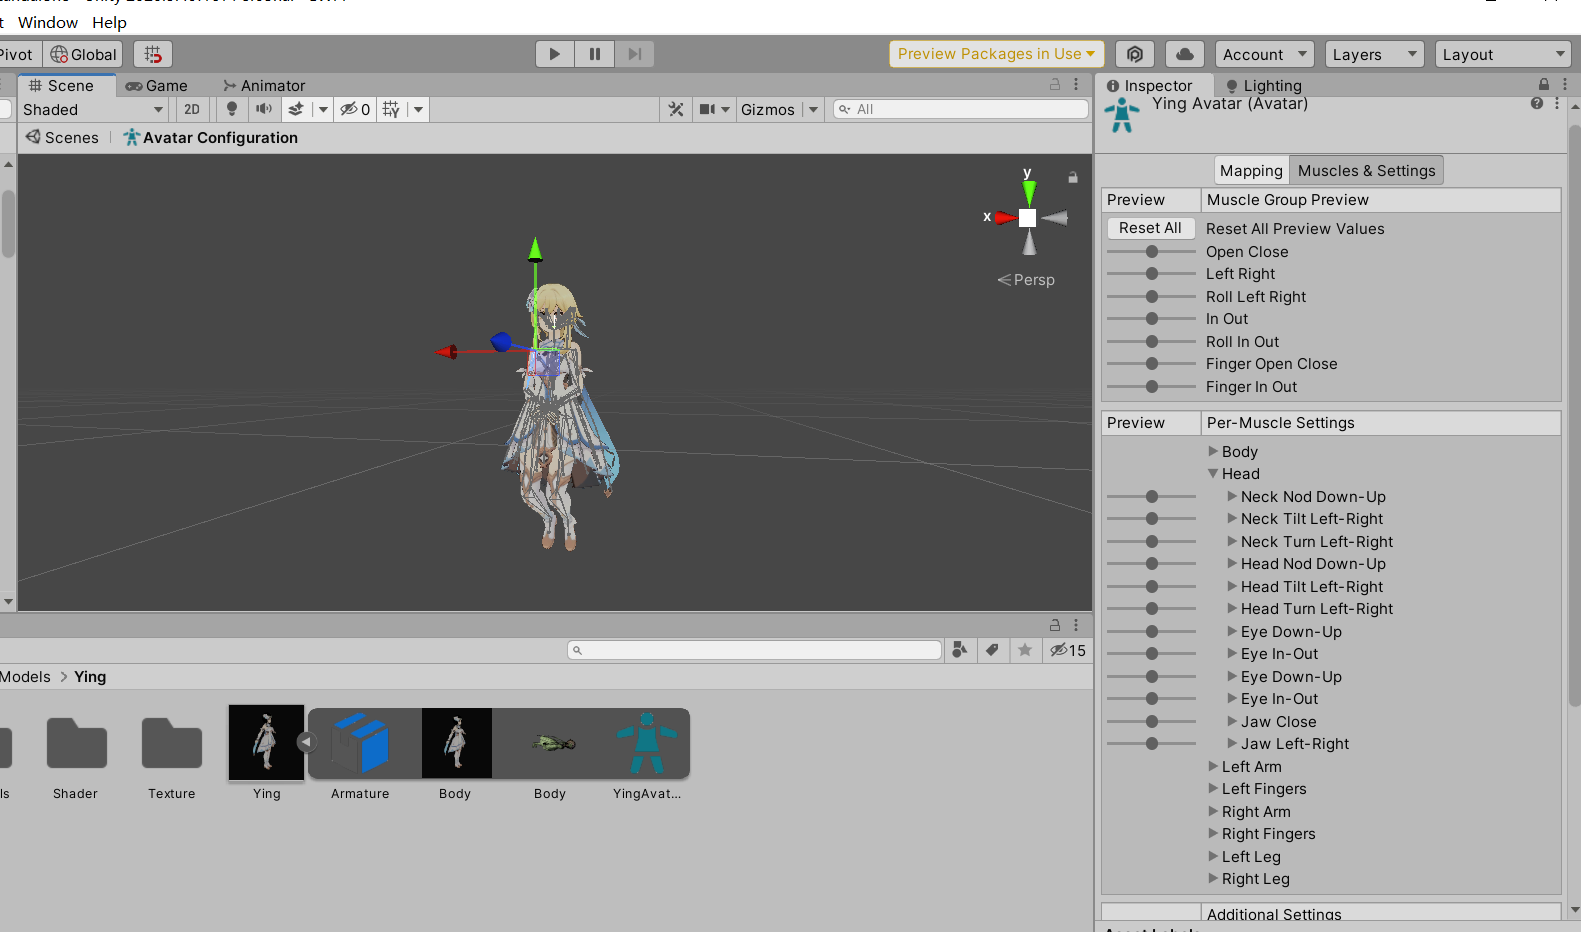 Window Help
Pivot Global Preview Packages in Use Account Layers Layout
Scene Game Animator Inspector Lighting
Shaded 2D 0 Gizmos All
Ying Avatar (Avatar)
Scenes Avatar Configuration
Mapping Muscles & Settings
y
x
Persp
Preview Muscle Group Preview
Reset All Reset All Preview Values
Open Close
Left Right
Roll Left Right
In Out
Roll In Out
Finger Open Close
Finger In Out
Preview Per-Muscle Settings
Body
Head
Neck Nod Down-Up
Neck Tilt Left-Right
Neck Turn Left-Right
Head Nod Down-Up
Head Tilt Left-Right
Head Turn Left-Right
Eye Down-Up
Eye In-Out
Eye Down-Up
Eye In-Out
Jaw Close
Jaw Left-Right
Left Arm
Left Fingers
Right Arm
Right Fingers
Left Leg
Right Leg
Additional Settings
15
Models > Ying
ls Shader Texture Ying Armature Body Body YingAvat...